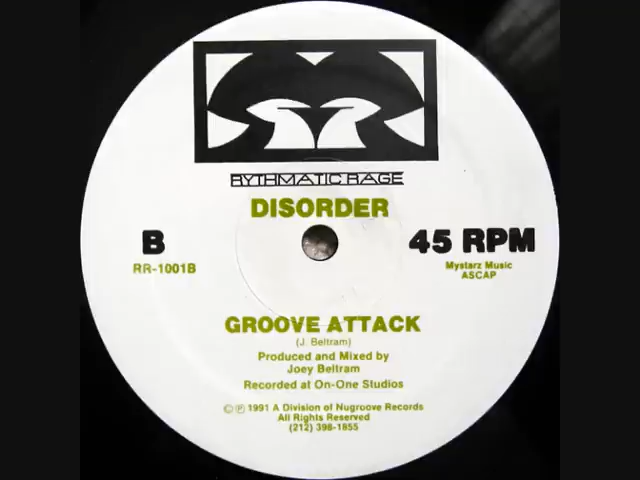 RYTHMATIC RAGE
DISORDER
B
45 RPM
RR-1001B
Mystarz Music
ASCAP
GROOVE ATTACK
(J. Beltram)
Produced and Mixed by
Joey Beltram
Recorded at On-One Studios
© ℗ 1991 A Division of Nugroove Records
All Rights Reserved
(212) 398-1855